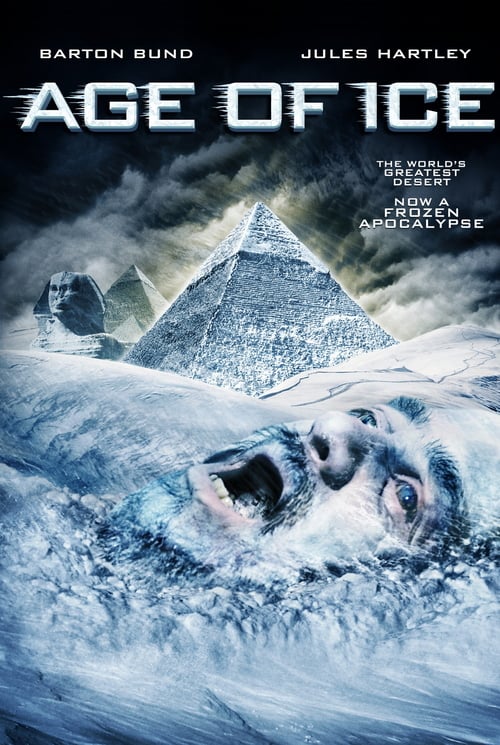 BARTON BUND JULES HARTLEY
AGE OF ICE
THE WORLD'S
GREATEST
DESERT
NOW A
FROZEN
APOCALYPSE